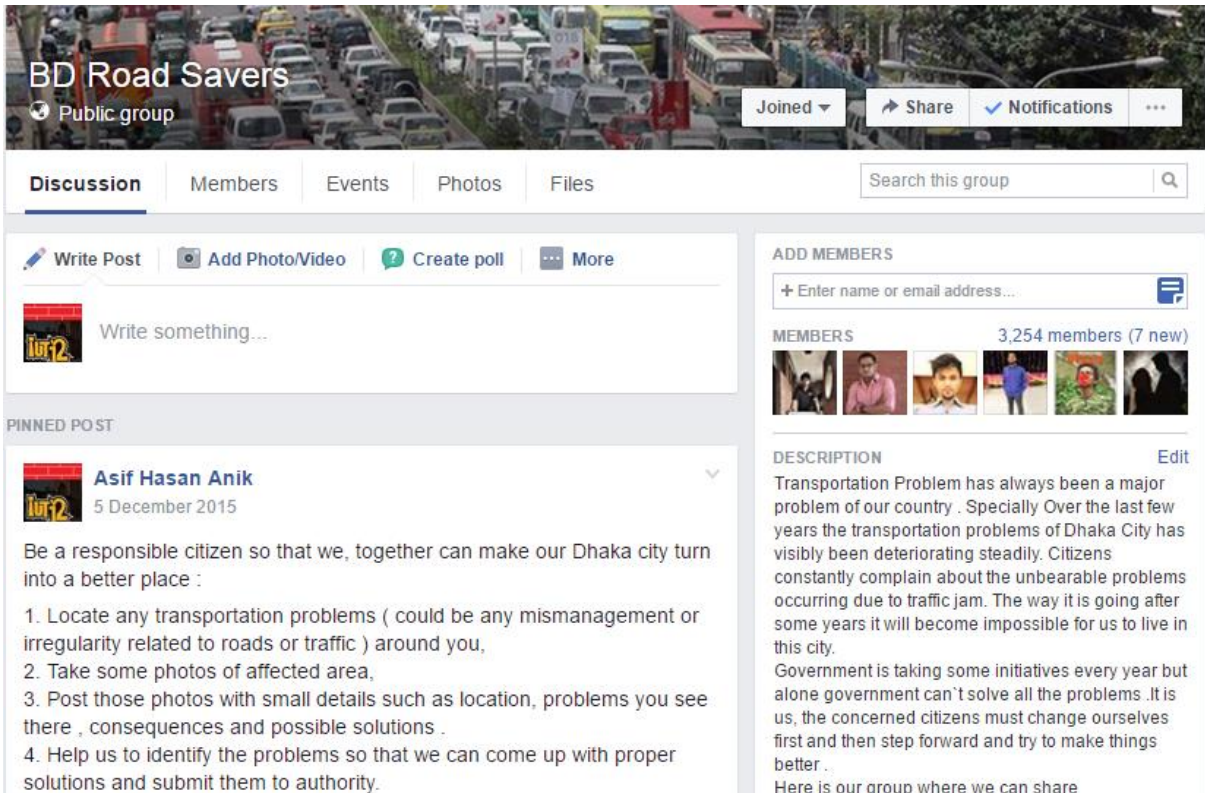 BD Road Savers
Public group
Joined
Share
Notifications
Discussion
Members
Events
Photos
Files
Search this group
Write Post
Add Photo/Video
Create poll
More
Write something...
PINNED POST
Asif Hasan Anik
5 December 2015
Be a responsible citizen so that we, together can make our Dhaka city turn
into a better place :
1. Locate any transportation problems ( could be any mismanagement or
irregularity related to roads or traffic ) around you,
2. Take some photos of affected area,
3. Post those photos with small details such as location, problems you see
there , consequences and possible solutions .
4. Help us to identify the problems so that we can come up with proper
solutions and submit them to authority.
ADD MEMBERS
+ Enter name or email address...
MEMBERS
3,254 members (7 new)
DESCRIPTION
Edit
Transportation Problem has always been a major
problem of our country . Specially Over the last few
years the transportation problems of Dhaka City has
visibly been deteriorating steadily. Citizens
constantly complain about the unbearable problems
occurring due to traffic jam. The way it is going after
some years it will become impossible for us to live in
this city.
Government is taking some initiatives every year but
alone government can`t solve all the problems .It is
us, the concerned citizens must change ourselves
first and then step forward and try to make things
better .
Here is our group where we can share